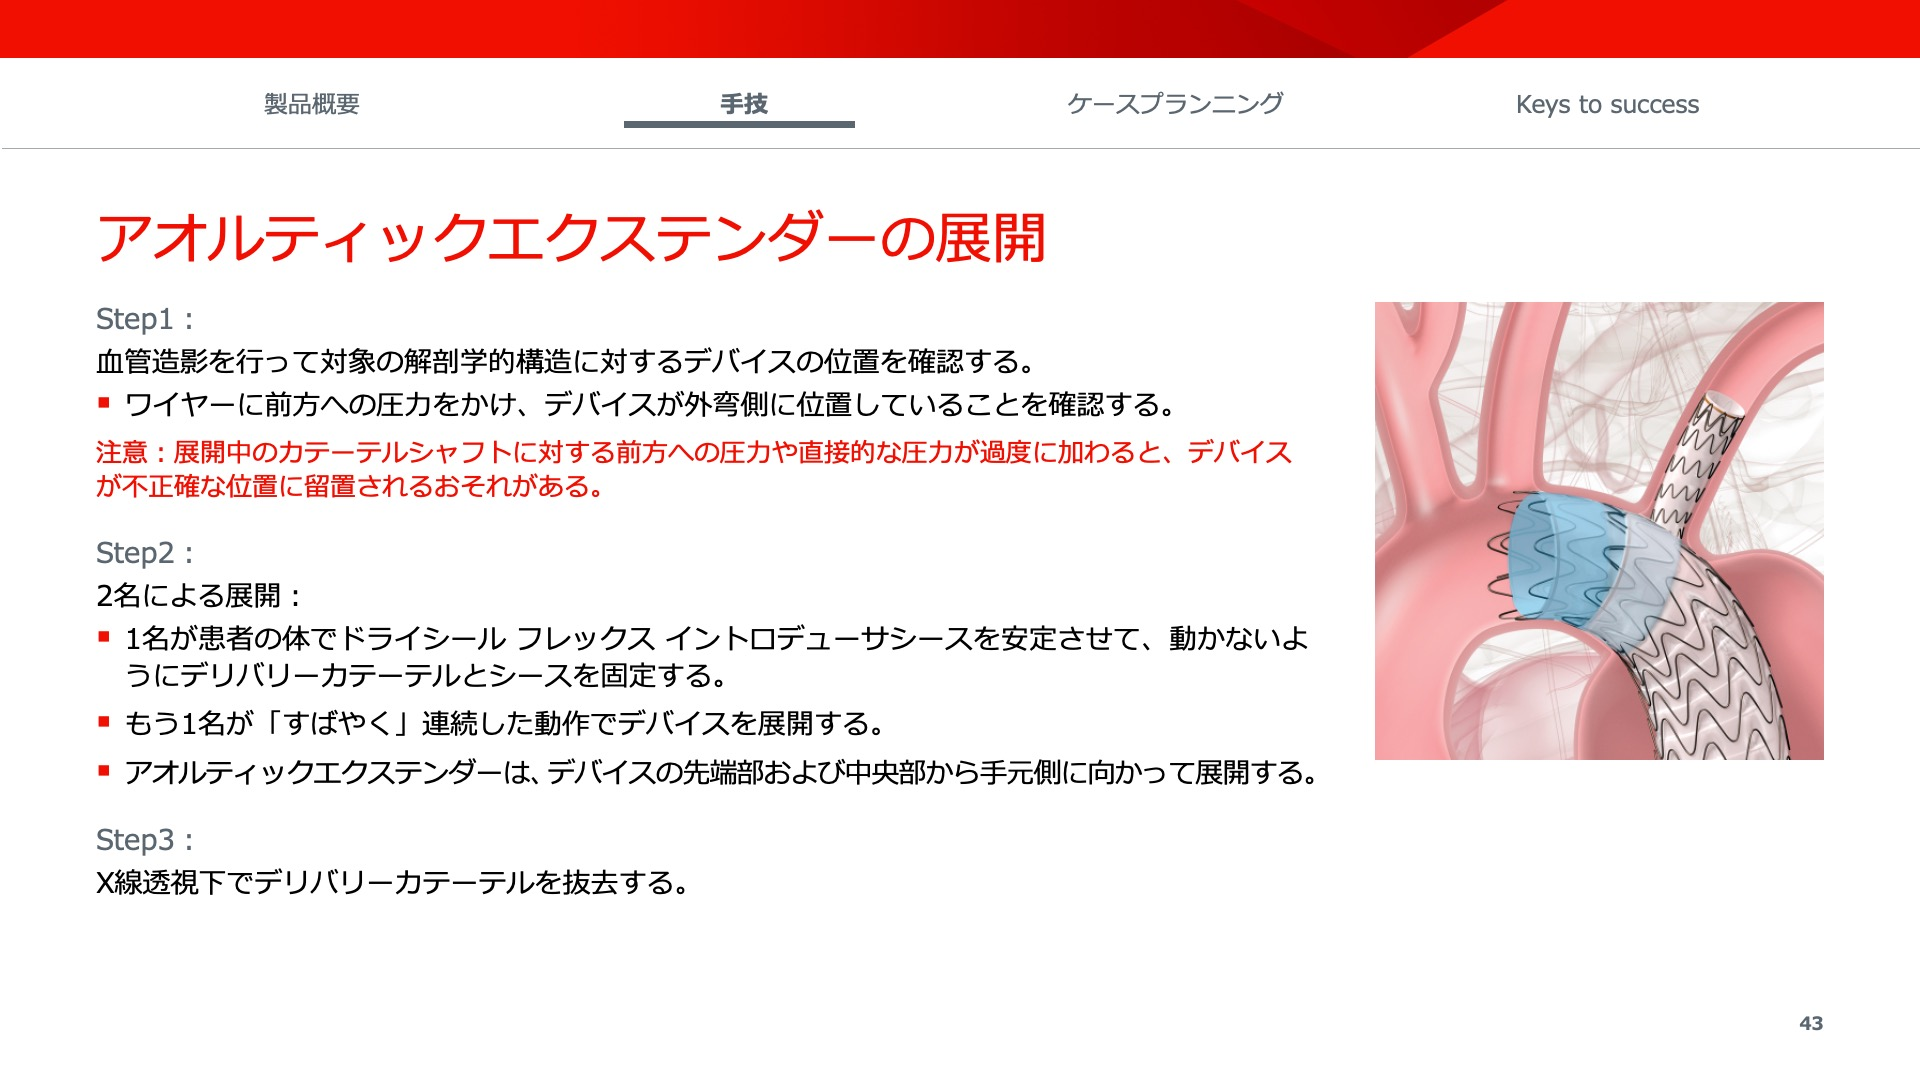 製品概要
手技
ケースプランニング
Keys to success
アオルティックエクステンダーの展開
Step1：
血管造影を行って対象の解剖学的構造に対するデバイスの位置を確認する。
▪ ワイヤーに前方への圧力をかけ、デバイスが外弯側に位置していることを確認する。
注意：展開中のカテーテルシャフトに対する前方への圧力や直接的な圧力が過度に加わると、デバイス
が不正確な位置に留置されるおそれがある。
Step2：
2名による展開：
▪ 1名が患者の体でドライシール フレックス イントロデューサシースを安定させて、動かないよ
うにデリバリーカテーテルとシースを固定する。
▪ もう1名が「すばやく」連続した動作でデバイスを展開する。
▪ アオルティックエクステンダーは、デバイスの先端部および中央部から手元側に向かって展開する。
Step3：
X線透視下でデリバリーカテーテルを抜去する。
43